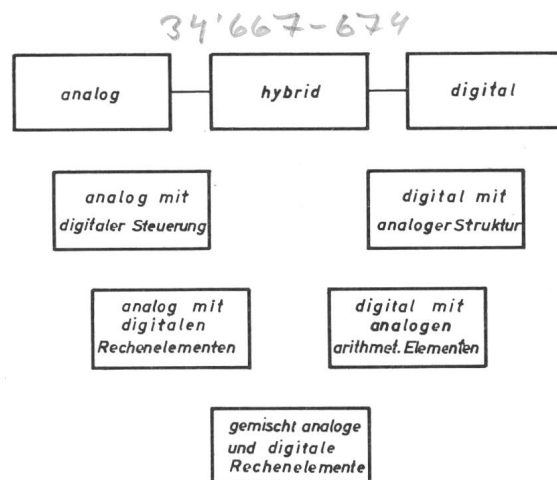 34'667-674
analog
hybrid
digital
analog mit
digitaler Steuerung
digital mit
analoger Struktur
analog mit
digitalen
Rechenelementen
digital mit
analogen
arithmet. Elementen
gemischt analoge
und digitale
Rechenelemente